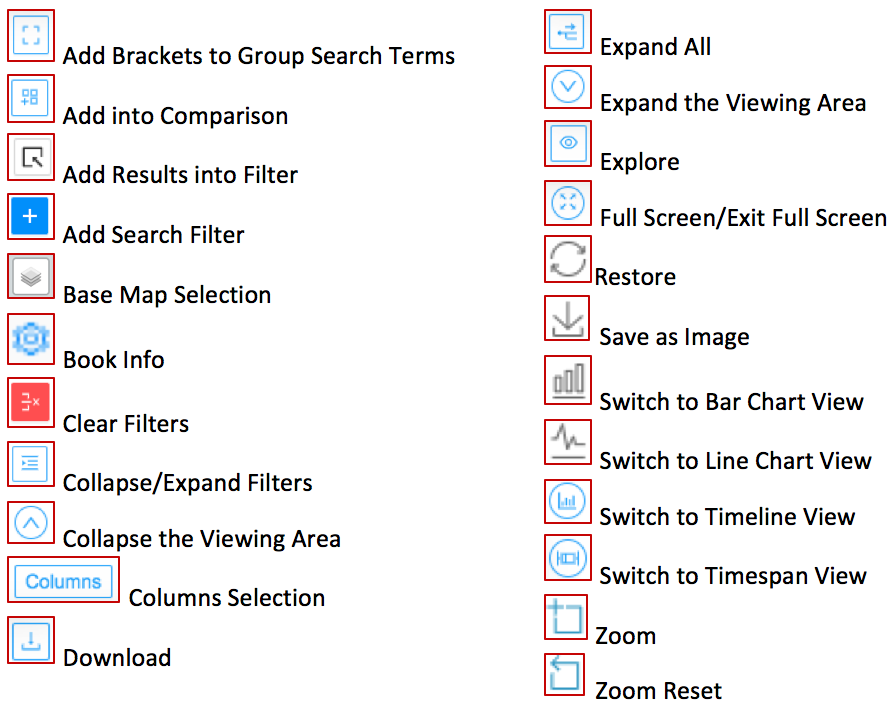 Add Brackets to Group Search Terms
Add into Comparison
Add Results into Filter
Add Search Filter
Base Map Selection
Book Info
Clear Filters
Collapse/Expand Filters
Collapse the Viewing Area
Columns Columns Selection
Download
Expand All
Expand the Viewing Area
Explore
Full Screen/Exit Full Screen
Restore
Save as Image
Switch to Bar Chart View
Switch to Line Chart View
Switch to Timeline View
Switch to Timespan View
Zoom
Zoom Reset